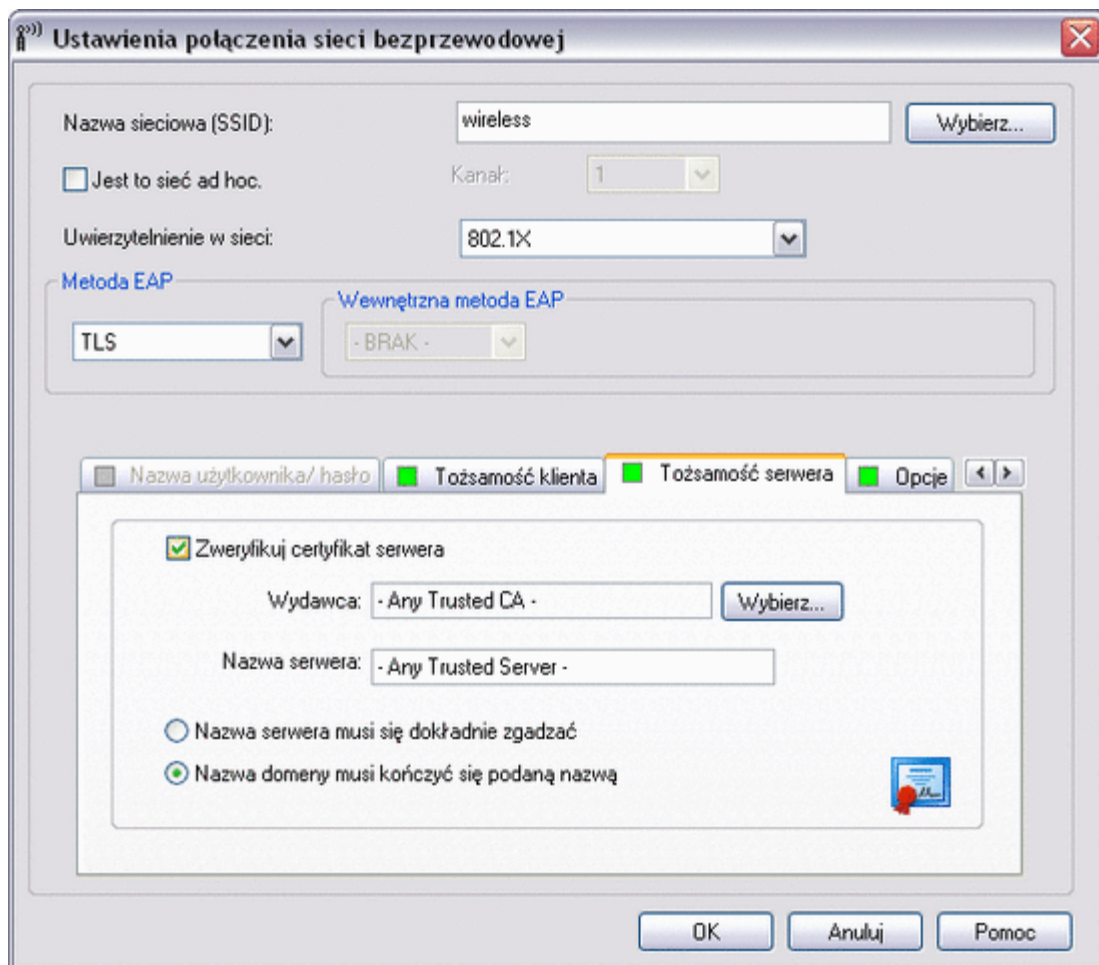 Ustawienia połączenia sieci bezprzewodowej
Nazwa sieciowa (SSID): wireless Wybierz...
Jest to sieć ad hoc. Kanał: 1
Uwierzytelnienie w sieci: 802.1X
Metoda EAP
Wewnętrzna metoda EAP
TLS - BRAK -
Nazwa użytkownika/ hasło Tożsamość klienta Tożsamość serwera Opcje
Zweryfikuj certyfikat serwera
Wydawca: - Any Trusted CA - Wybierz...
Nazwa serwera: - Any Trusted Server -
Nazwa serwera musi się dokładnie zgadzać
Nazwa domeny musi kończyć się podaną nazwą
OK Anuluj Pomoc